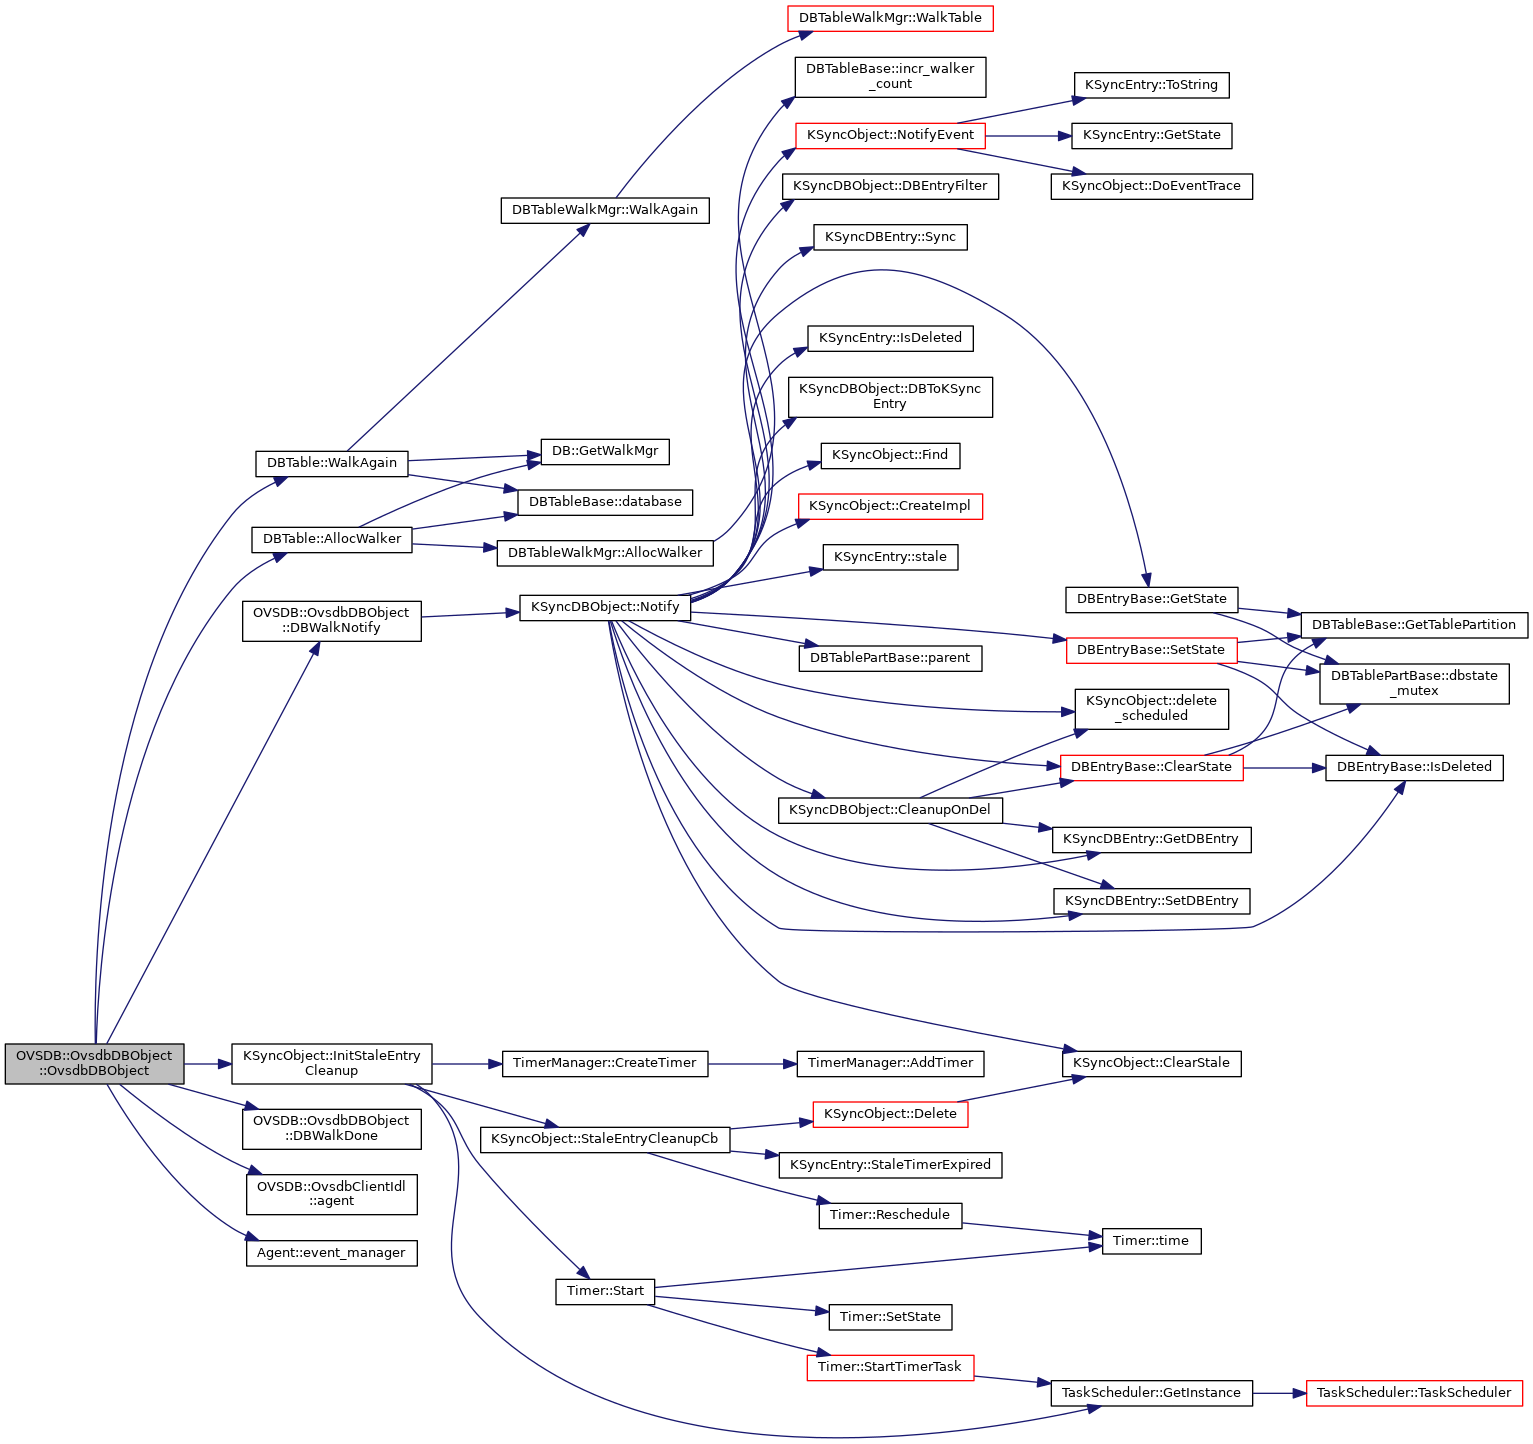 DBTableWalkMgr::WalkTable
DBTableBase::incr_walker
_count
KSyncEntry::ToString
KSyncObject::NotifyEvent
KSyncEntry::GetState
KSyncDBObject::DBEntryFilter
KSyncObject::DoEventTrace
DBTableWalkMgr::WalkAgain
KSyncDBEntry::Sync
KSyncEntry::IsDeleted
KSyncDBObject::DBToKSync
Entry
DB::GetWalkMgr
KSyncObject::Find
DBTable::WalkAgain
DBTableBase::database
KSyncObject::CreateImpl
DBTable::AllocWalker
DBTableWalkMgr::AllocWalker
KSyncEntry::stale
OVSDB::OvsdbDBObject
::DBWalkNotify
KSyncDBObject::Notify
DBEntryBase::GetState
DBTableBase::GetTablePartition
DBTablePartBase::parent
DBEntryBase::SetState
DBTablePartBase::dbstate
_mutex
KSyncObject::delete
_scheduled
DBEntryBase::ClearState
DBEntryBase::IsDeleted
KSyncDBObject::CleanupOnDel
KSyncDBEntry::GetDBEntry
KSyncDBEntry::SetDBEntry
OVSDB::OvsdbDBObject
::OvsdbDBObject
KSyncObject::InitStaleEntry
Cleanup
TimerManager::CreateTimer
TimerManager::AddTimer
KSyncObject::ClearStale
OVSDB::OvsdbDBObject
::DBWalkDone
KSyncObject::StaleEntryCleanupCb
KSyncObject::Delete
KSyncEntry::StaleTimerExpired
OVSDB::OvsdbClientIdl
::agent
Timer::Reschedule
Agent::event_manager
Timer::time
Timer::Start
Timer::SetState
Timer::StartTimerTask
TaskScheduler::GetInstance
TaskScheduler::TaskScheduler